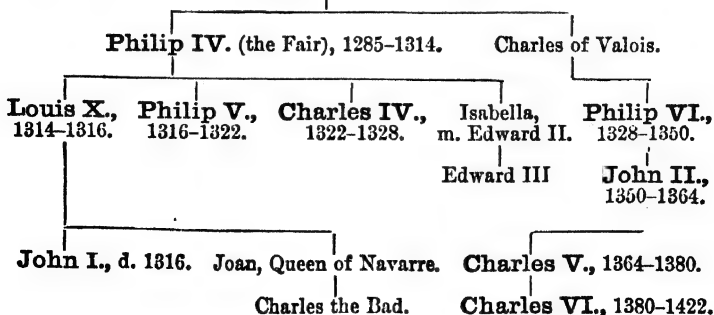 Philip IV. (the Fair), 1285-1314. Charles of Valois.
Louis X., Philip V., Charles IV., Isabella, Philip VI.,
1314-1316. 1316-1322. 1322-1328. m. Edward II. 1328-1350.
Edward III John II.,
1350-1364.
John I., d. 1316. Joan, Queen of Navarre. Charles V., 1364-1380.
Charles the Bad. Charles VI., 1380-1422.